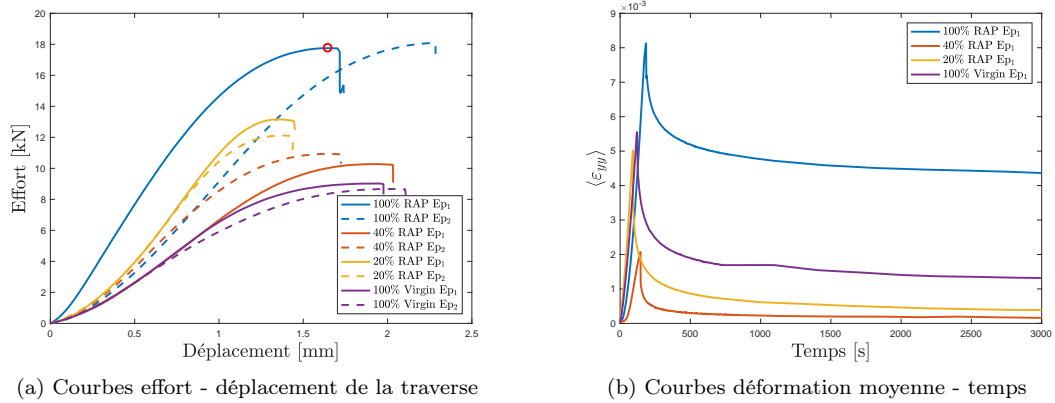 20
18
16
14
12
10
8
6
4
2
0
Effort [kN]
0 0.5 1 1.5 2 2.5
Déplacement [mm]
100% RAP Ep1
100% RAP Ep2
40% RAP Ep1
40% RAP Ep2
20% RAP Ep1
20% RAP Ep2
100% Virgin Ep1
100% Virgin Ep2
(a) Courbes effort - déplacement de la traverse
×10⁻³
9
8
7
6
5
4
3
2
1
0
⟨εyy⟩
0 500 1000 1500 2000 2500 3000
Temps [s]
100% RAP Ep1
40% RAP Ep1
20% RAP Ep1
100% Virgin Ep1
(b) Courbes déformation moyenne - temps